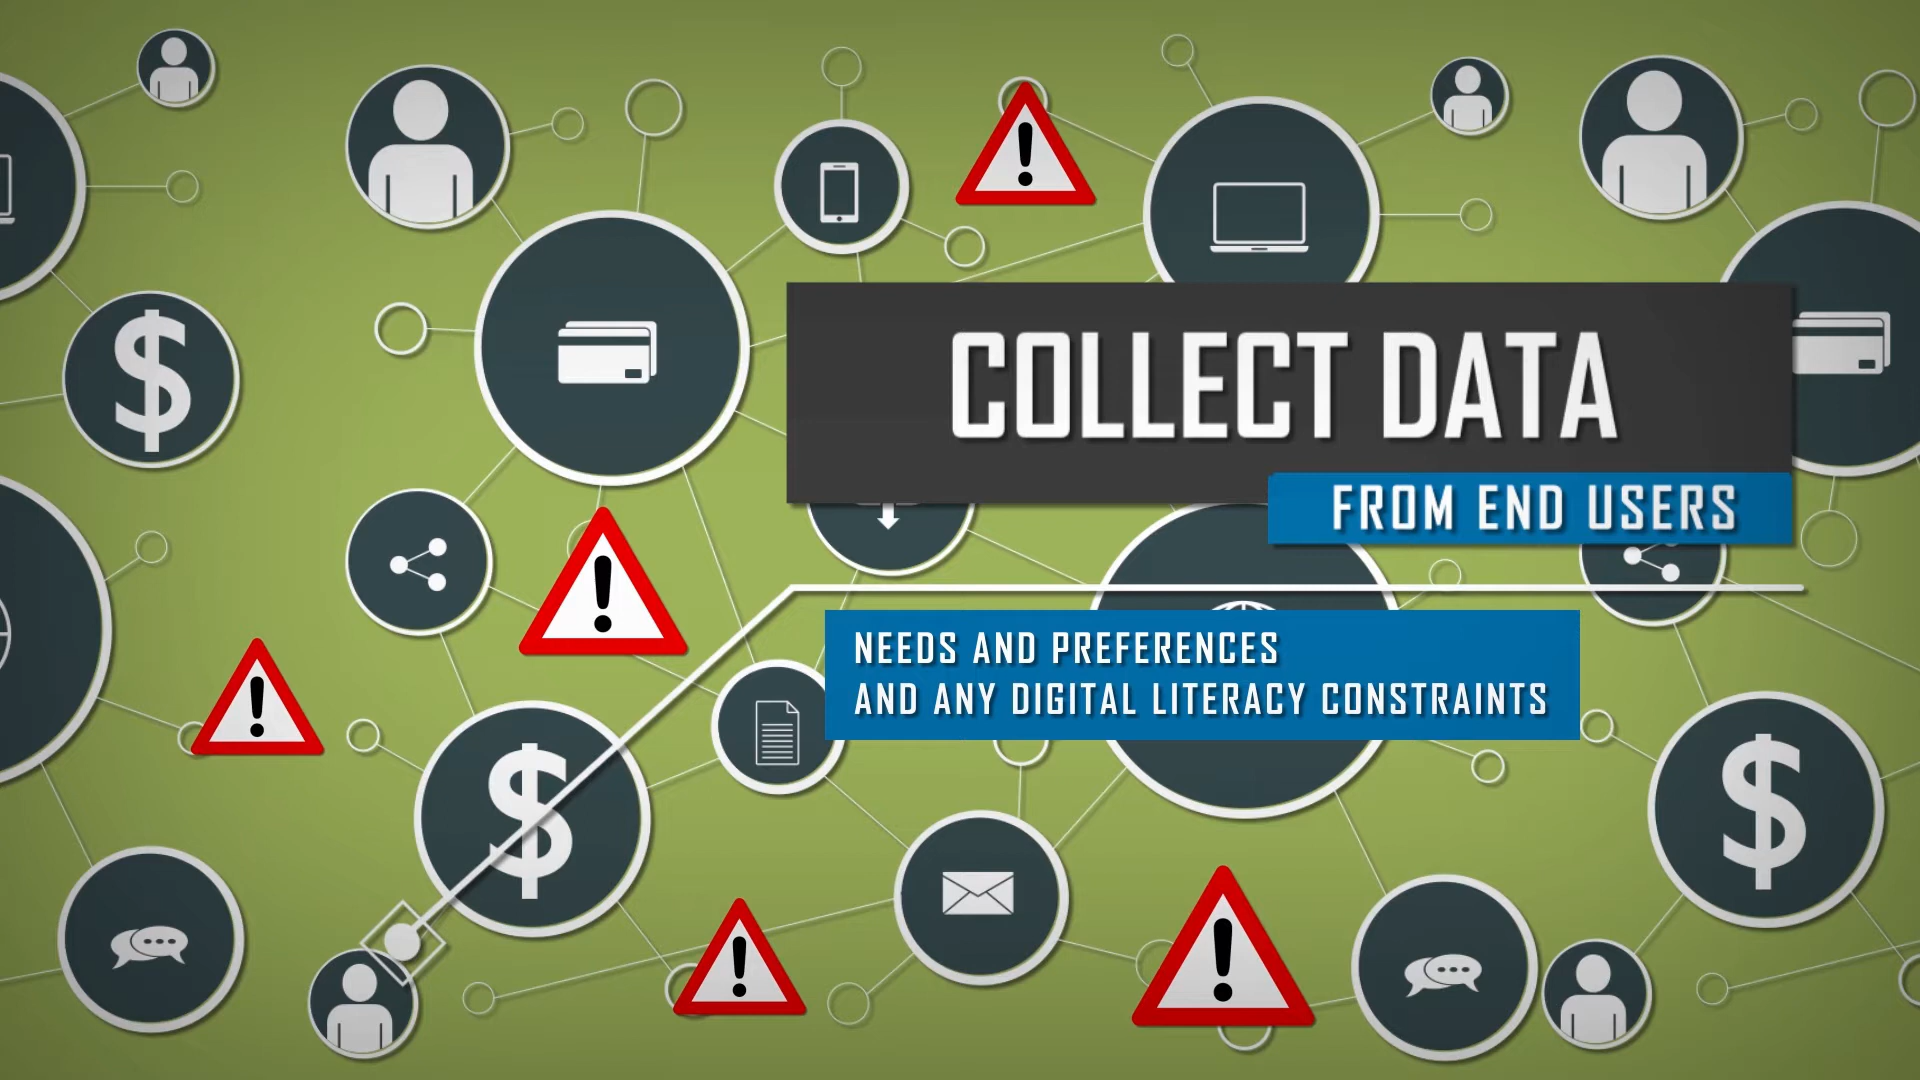 COLLECT DATA
FROM END USERS
NEEDS AND PREFERENCES
AND ANY DIGITAL LITERACY CONSTRAINTS